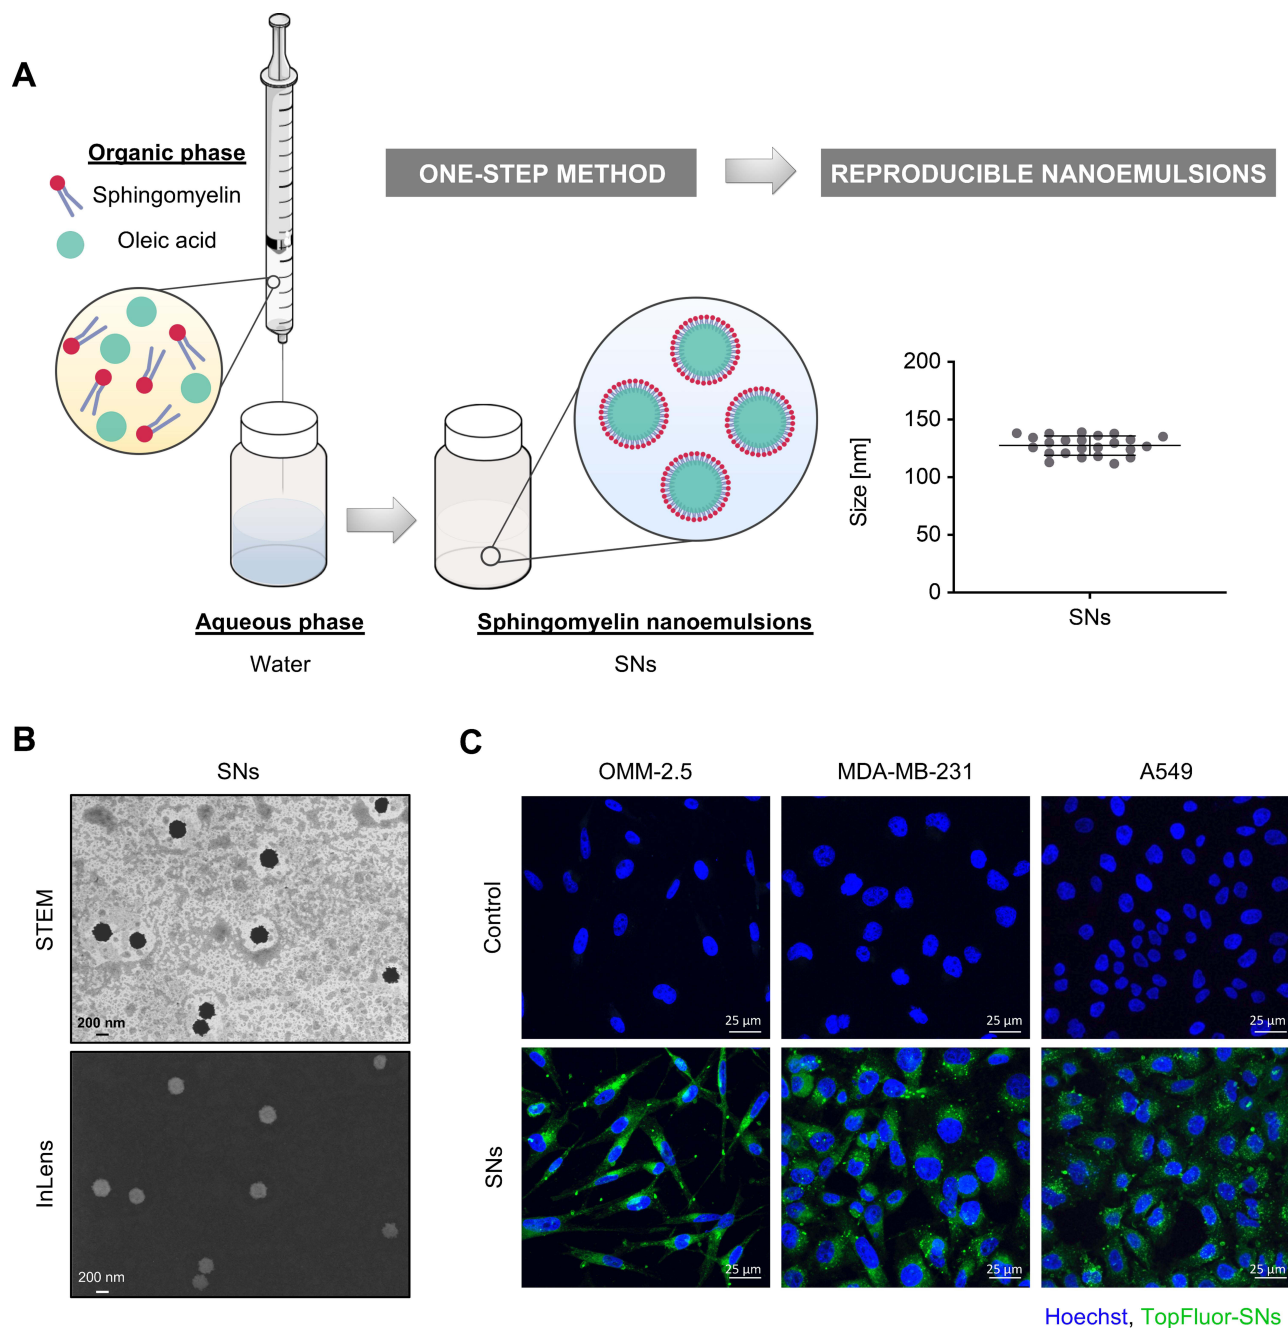 A
Organic phase
Sphingomyelin
Oleic acid
ONE-STEP METHOD
REPRODUCIBLE NANOEMULSIONS
Aqueous phase
Water
Sphingomyelin nanoemulsions
SNs
Size [nm]
200
150
100
50
0
SNs
B
SNs
STEM
200 nm
InLens
200 nm
C
OMM-2.5
MDA-MB-231
A549
Control
25 µm
25 µm
25 µm
SNs
25 µm
25 µm
25 µm
Hoechst, TopFluor-SNs